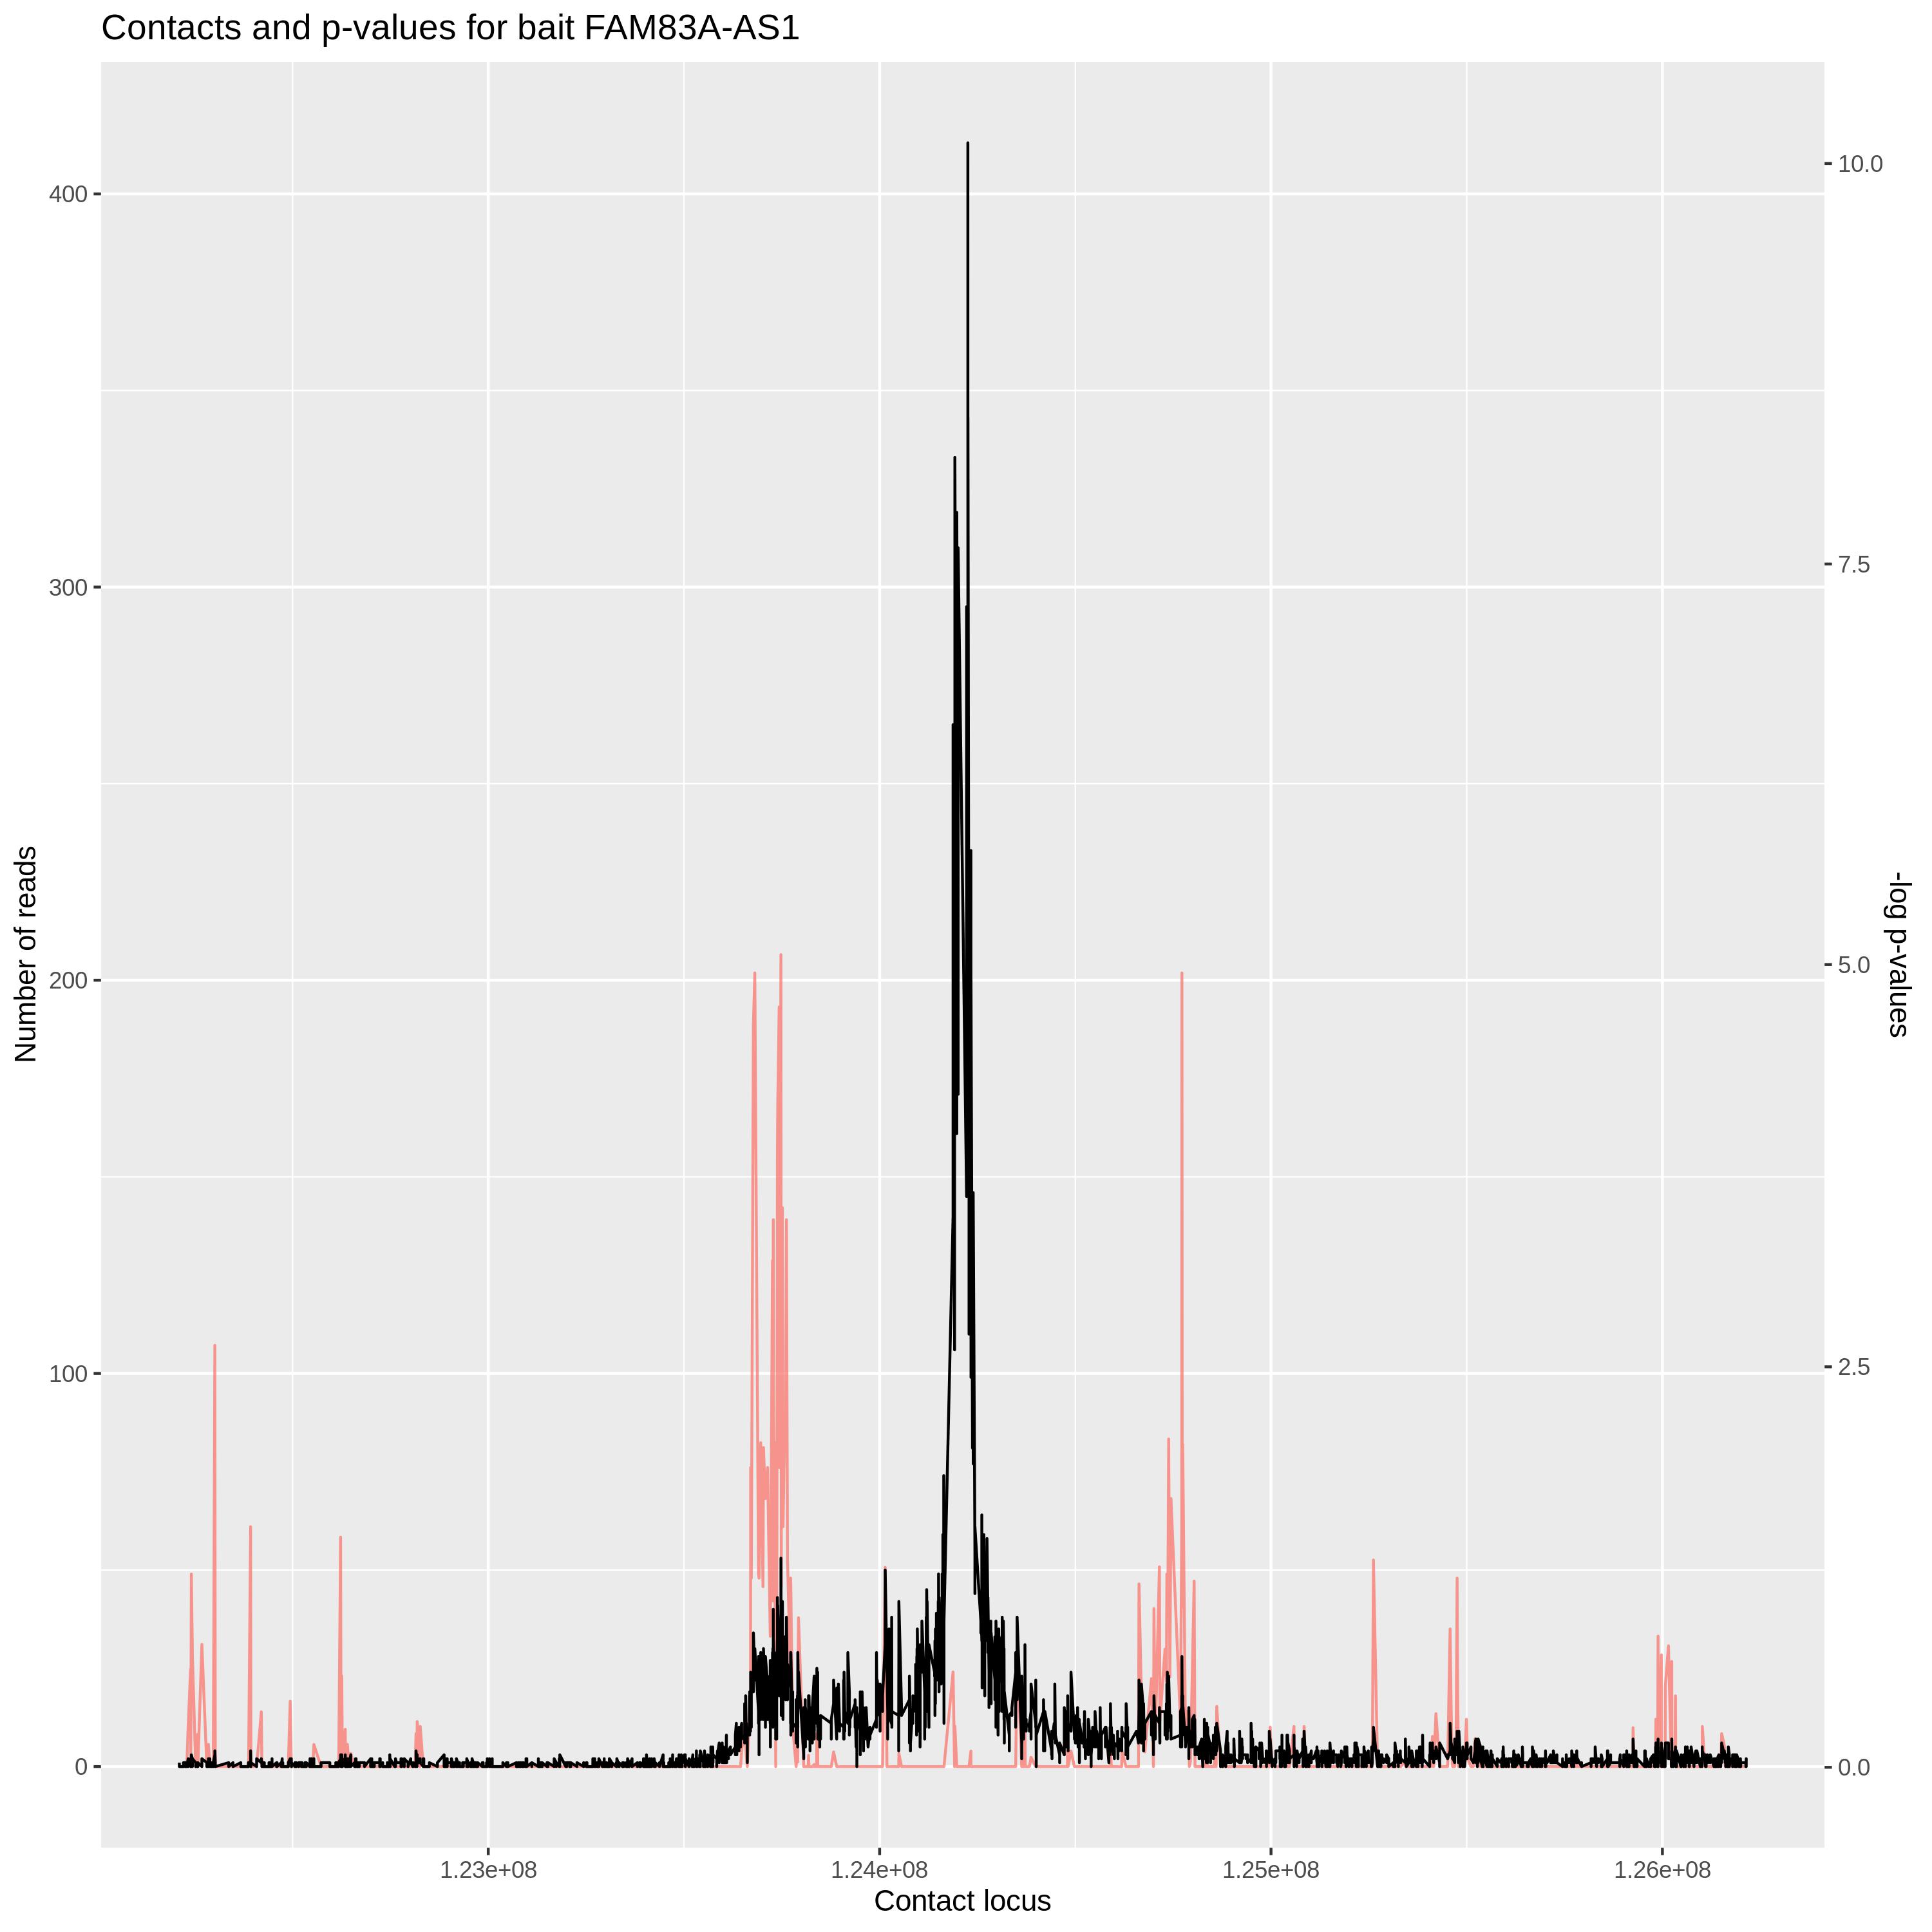 Contacts and p-values for bait FAM83A-AS1
400
300
200
100
0
Number of reads
10.0
7.5
5.0
2.5
0.0
-log p-values
1.23e+08
1.24e+08
1.25e+08
1.26e+08
Contact locus